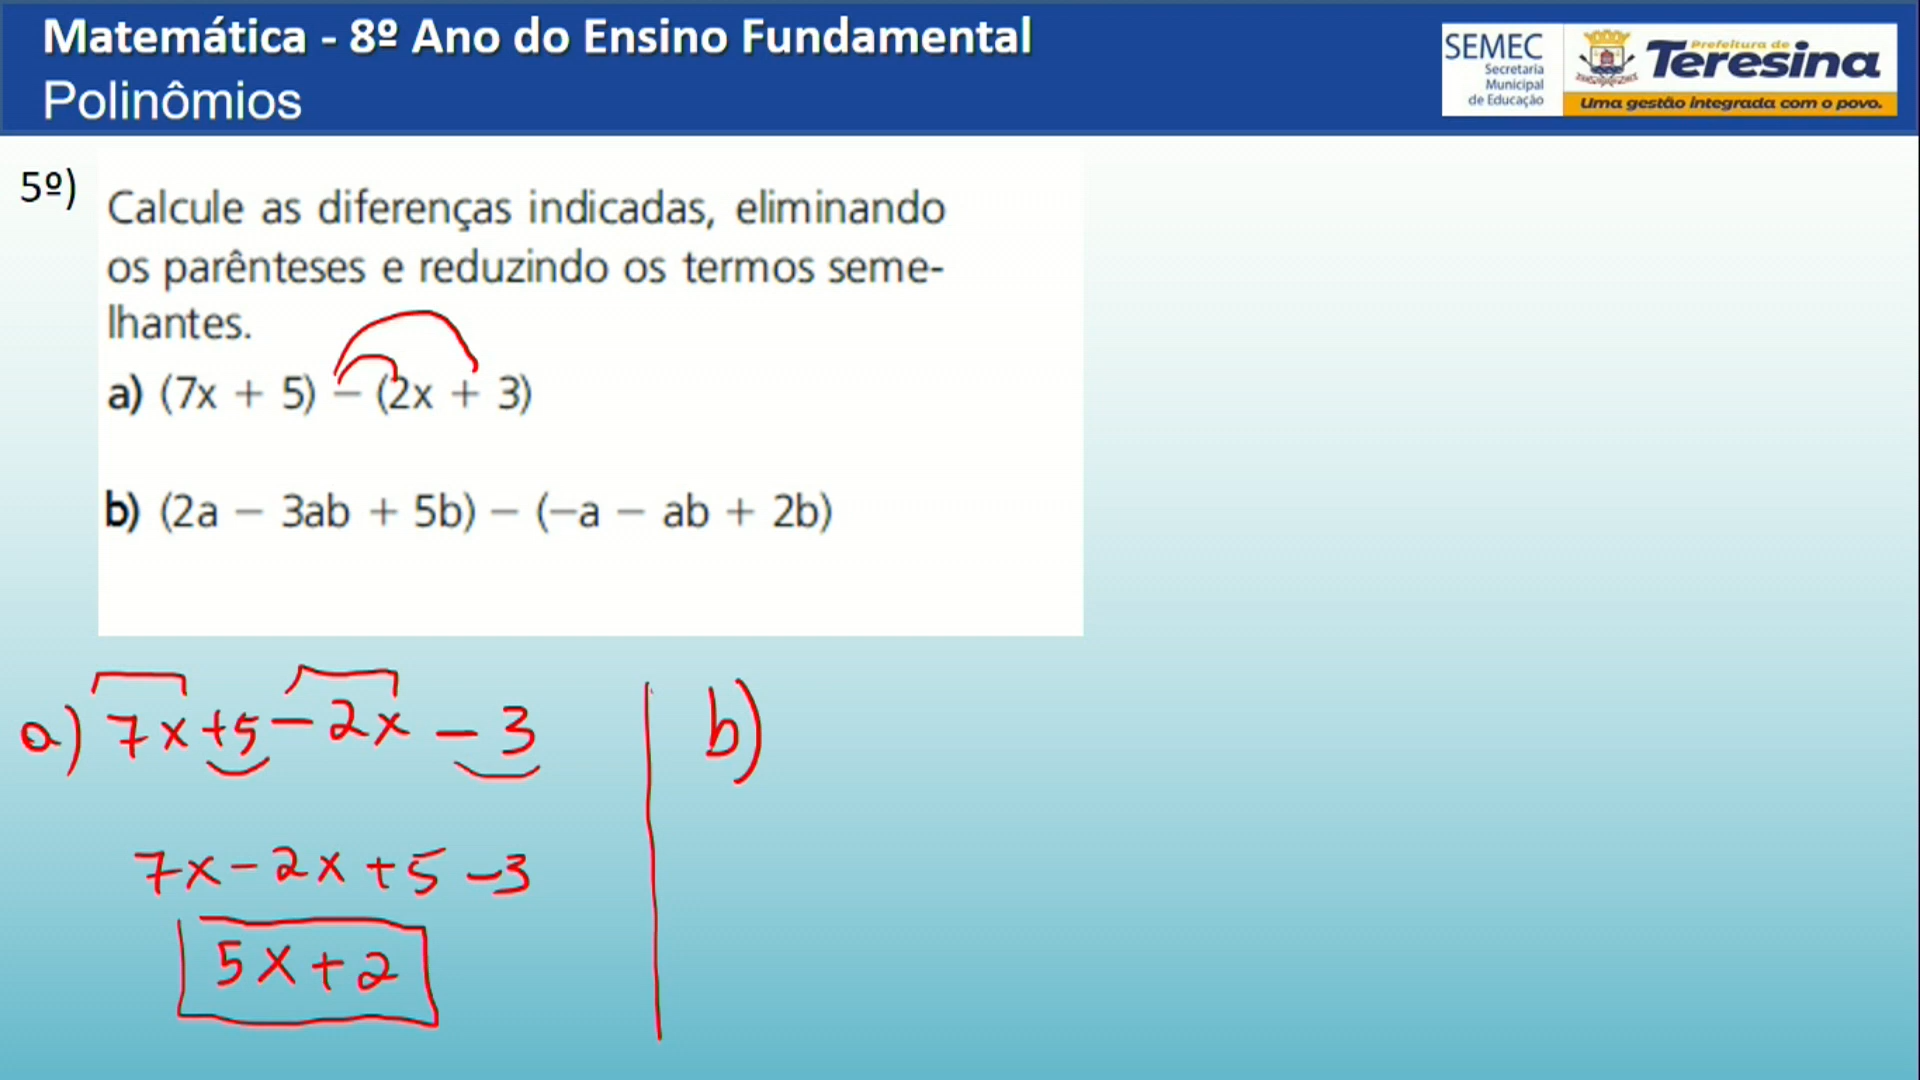 Matemática - 8º Ano do Ensino Fundamental
Polinômios
SEMEC
Secretaria
Municipal
de Educação
Prefeitura de
Teresina
Uma gestão integrada com o povo.
5º)
Calcule as diferenças indicadas, eliminando
os parênteses e reduzindo os termos seme-
lhantes.
a) (7x + 5) − (2x + 3)
b) (2a − 3ab + 5b) − (−a − ab + 2b)
a) 7x +5 − 2x − 3
7x − 2x + 5 − 3
5x + 2
b)